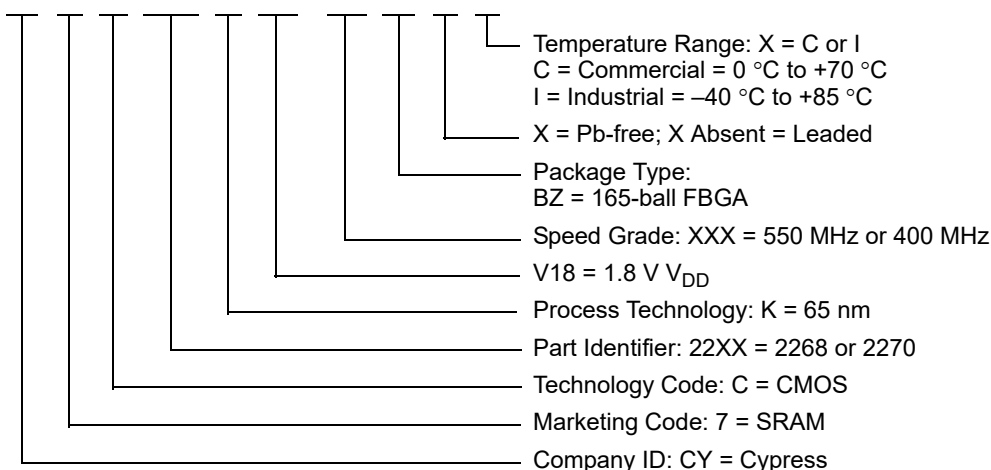 Temperature Range: X = C or I
C = Commercial = 0 °C to +70 °C
I = Industrial = –40 °C to +85 °C
X = Pb-free; X Absent = Leaded
Package Type:
BZ = 165-ball FBGA
Speed Grade: XXX = 550 MHz or 400 MHz
V18 = 1.8 V VDD
Process Technology: K = 65 nm
Part Identifier: 22XX = 2268 or 2270
Technology Code: C = CMOS
Marketing Code: 7 = SRAM
Company ID: CY = Cypress